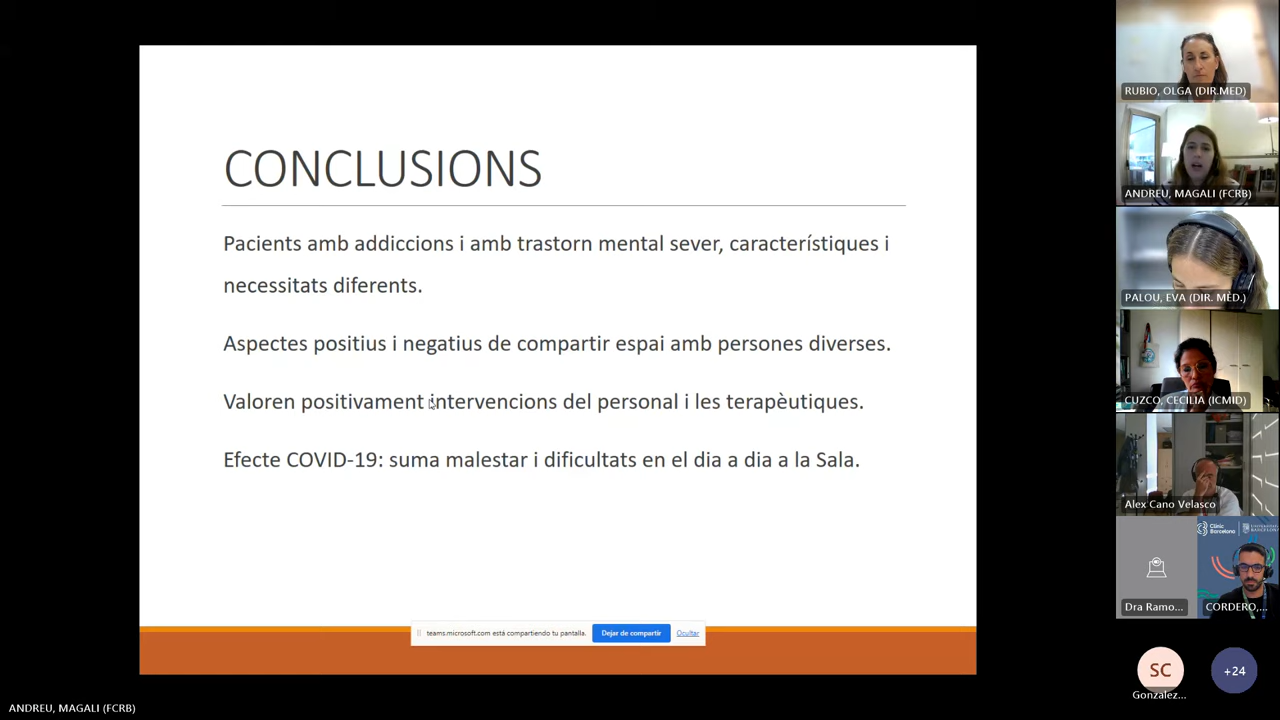 CONCLUSIONS
Pacients amb addiccions i amb trastorn mental sever, característiques i
necessitats diferents.
Aspectes positius i negatius de compartir espai amb persones diverses.
Valoren positivament intervencions del personal i les terapèutiques.
Efecte COVID-19: suma malestar i dificultats en el dia a dia a la Sala.
teams.microsoft.com está compartiendo tu pantalla.
Dejar de compartir
Ocultar
ANDREU, MAGALI (FCRB)
RUBIO, OLGA (DIR.MED)
ANDREU, MAGALI (FCRB)
PALOU, EVA (DIR. MÈD.)
CUZCO, CECILIA (ICMID)
Alex Cano Velasco
Dra Ramo...
Clínic
Barcelona
CORDERO,...
SC
Gonzalez...
+24